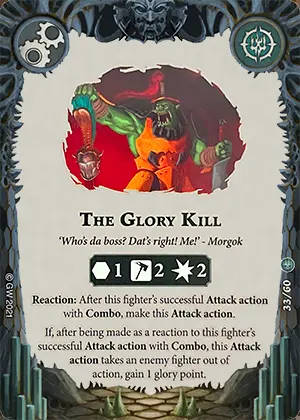 The Glory Kill
'Who's da boss? Dat's right! Me!' - Morgok
1 2 2
Reaction: After this fighter's successful Attack action
with Combo, make this Attack action.
If, after being made as a reaction to this fighter's
successful Attack action with Combo, this Attack
action takes an enemy fighter out of
action, gain 1 glory point.
© GW 2021
33/60